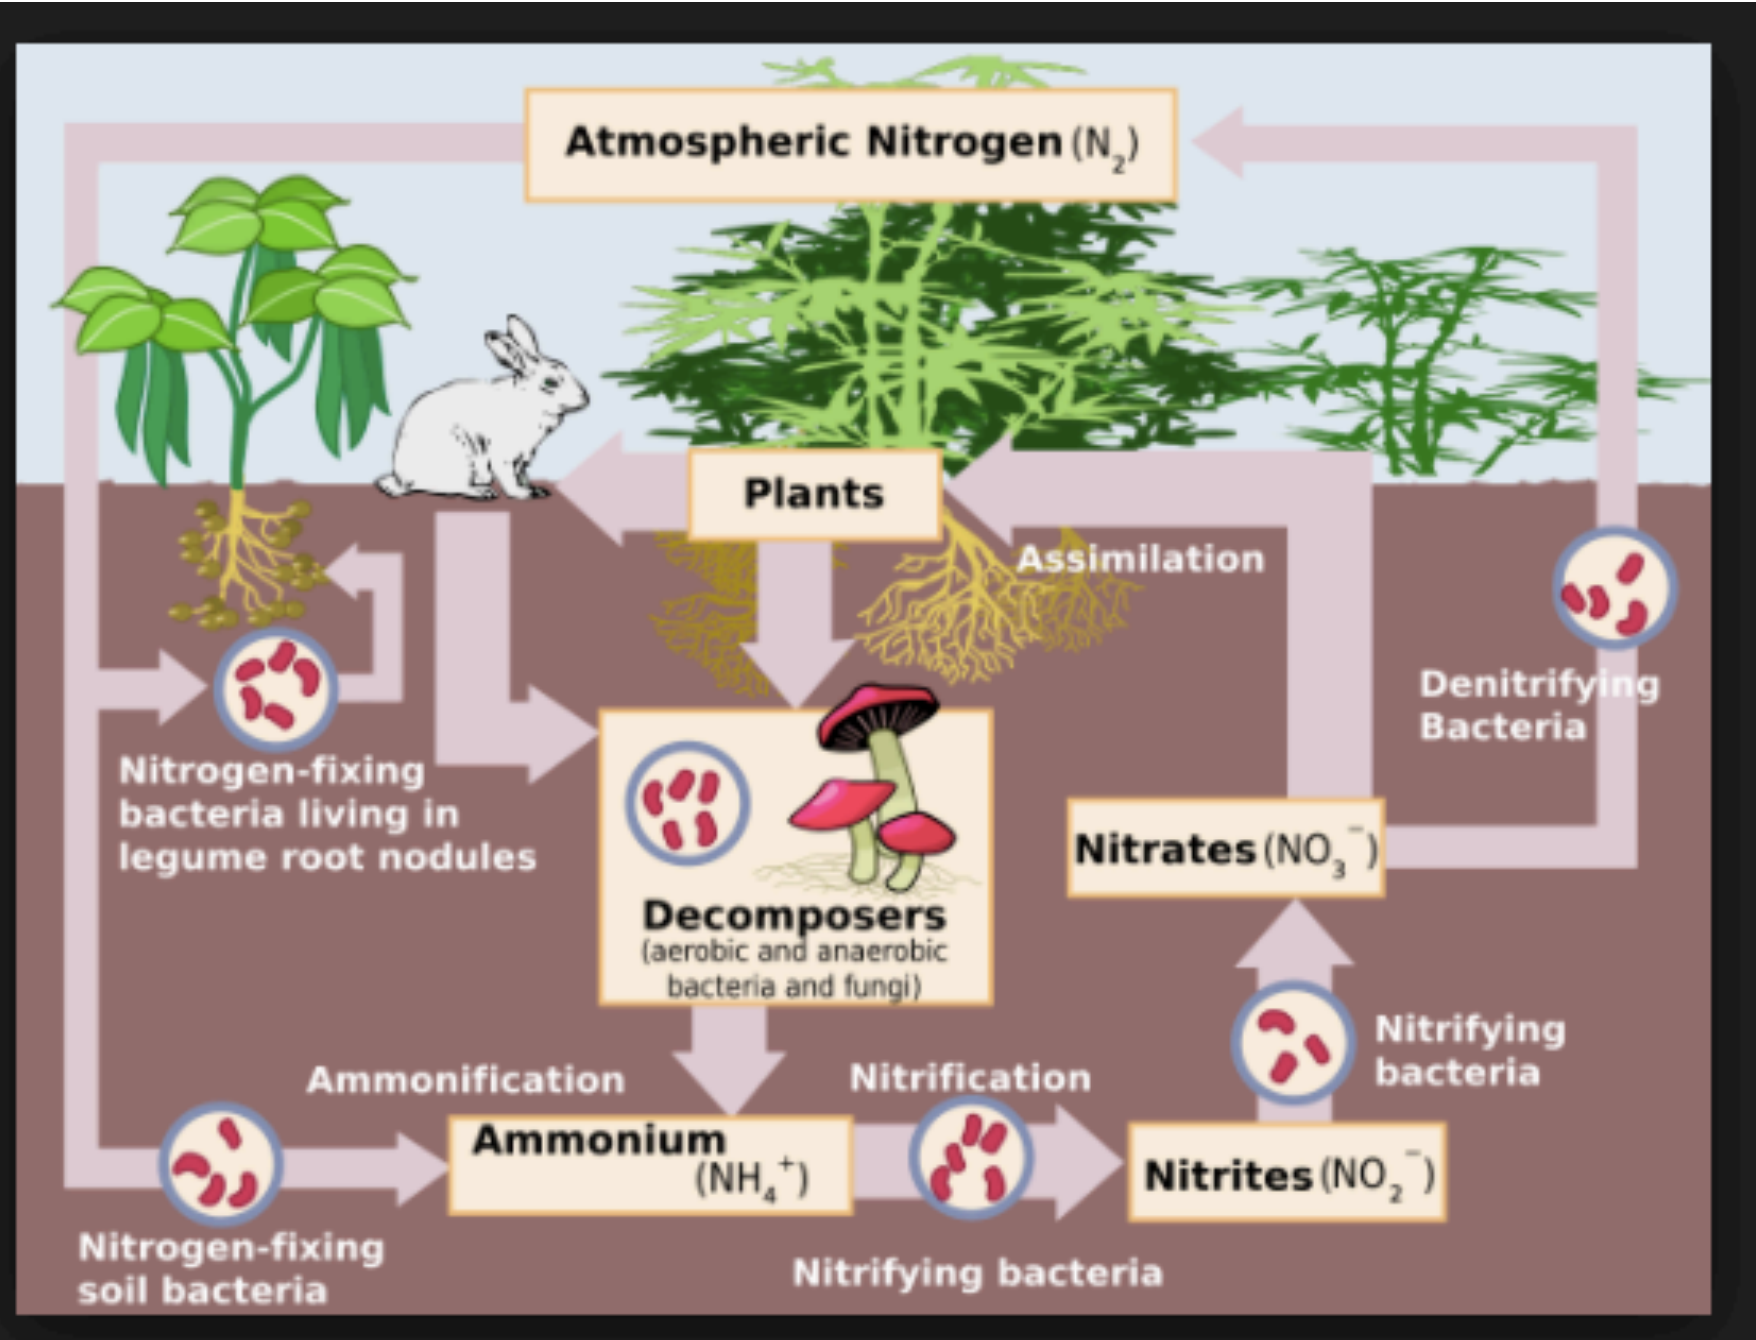 Atmospheric Nitrogen (N₂)
Plants
Assimilation
Denitrifying
Bacteria
Nitrogen-fixing
bacteria living in
legume root nodules
Nitrates (NO₃⁻)
Decomposers
(aerobic and anaerobic
bacteria and fungi)
Nitrifying
bacteria
Ammonification
Nitrification
Ammonium
(NH₄⁺)
Nitrites (NO₂⁻)
Nitrogen-fixing
soil bacteria
Nitrifying bacteria